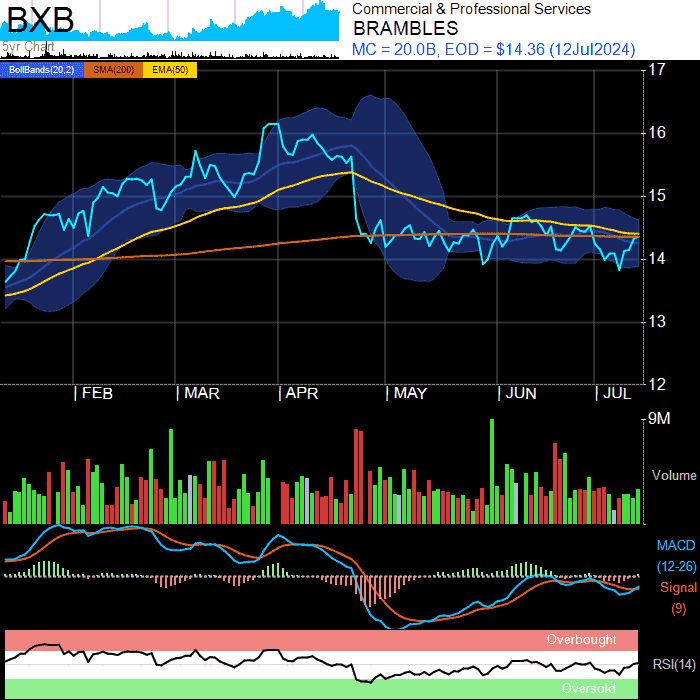 BXB
5yr Chart
Commercial & Professional Services
BRAMBLES
MC = 20.0B, EOD = $14.36 (12Jul2024)
BollBands(20,2) SMA(200) EMA(50)
17
16
15
14
13
12
| FEB | MAR | APR | MAY | JUN | JUL
9M
Volume
MACD
(12-26)
Signal
(9)
Overbought
RSI(14)
Oversold